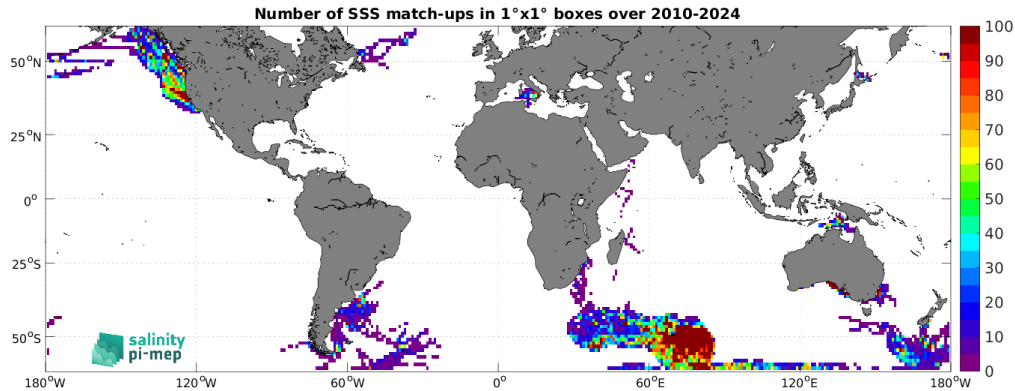 Number of SSS match-ups in 1°x1° boxes over 2010-2024
50°N
25°N
0°
25°S
50°S
180°W
120°W
60°W
0°
60°E
120°E
180°W
100
90
80
70
60
50
40
30
20
10
0
salinity
pi-mep